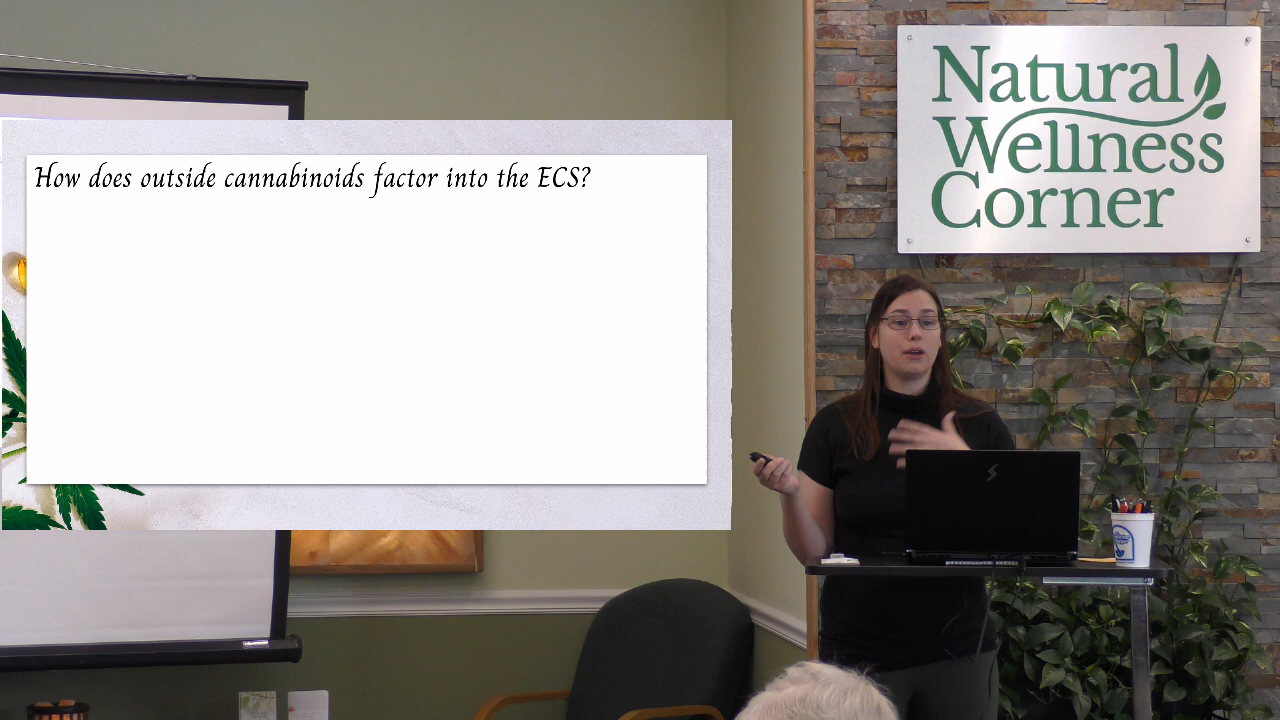 How does outside cannabinoids factor into the ECS?
Natural
Wellness
Corner